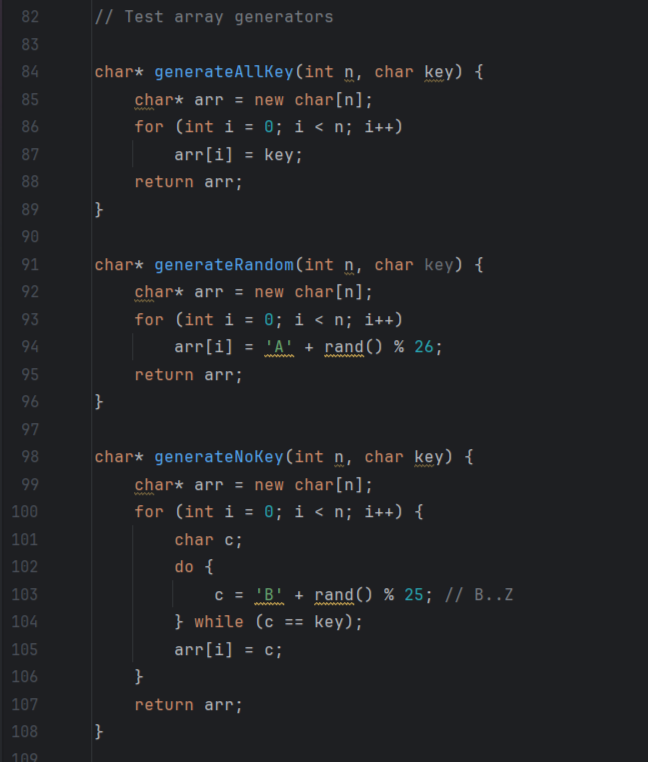 82 // Test array generators
83
84 char* generateAllKey(int n, char key) {
85     char* arr = new char[n];
86     for (int i = 0; i < n; i++)
87         arr[i] = key;
88     return arr;
89 }
90
91 char* generateRandom(int n, char key) {
92     char* arr = new char[n];
93     for (int i = 0; i < n; i++)
94         arr[i] = 'A' + rand() % 26;
95     return arr;
96 }
97
98 char* generateNoKey(int n, char key) {
99     char* arr = new char[n];
100     for (int i = 0; i < n; i++) {
101         char c;
102         do {
103             c = 'B' + rand() % 25; // B..Z
104         } while (c == key);
105         arr[i] = c;
106     }
107     return arr;
108 }
109